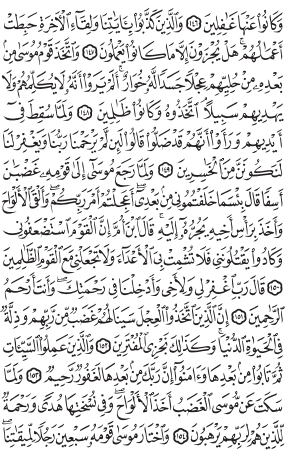 وَكَانُوا۟ عَنْهَا غَـٰفِلِينَ ١٤٦ وَٱلَّذِينَ كَذَّبُوا۟ بِـَٔايَـٰتِنَا وَلِقَآءِ ٱلْـَٔاخِرَةِ حَبِطَتْ
أَعْمَـٰلُهُمْ ۚ هَلْ يُجْزَوْنَ إِلَّا مَا كَانُوا۟ يَعْمَلُونَ ١٤٧ وَٱتَّخَذَ قَوْمُ مُوسَىٰ مِنۢ
بَعْدِهِۦ مِنْ حُلِيِّهِمْ عِجْلًا جَسَدًا لَّهُۥ خُوَارٌ ۚ أَلَمْ يَرَوْا۟ أَنَّهُۥ لَا يُكَلِّمُهُمْ وَلَا
يَهْدِيهِمْ سَبِيلًا ۘ ٱتَّخَذُوهُ وَكَانُوا۟ ظَـٰلِمِينَ ١٤٨ وَلَمَّا سُقِطَ فِىٓ
أَيْدِيهِمْ وَرَأَوْا۟ أَنَّهُمْ قَدْ ضَلُّوا۟ قَالُوا۟ لَئِن لَّمْ يَرْحَمْنَا رَبُّنَا وَيَغْفِرْ لَنَا
لَنَكُونَنَّ مِنَ ٱلْخَـٰسِرِينَ ١٤٩ وَلَمَّا رَجَعَ مُوسَىٰٓ إِلَىٰ قَوْمِهِۦ غَضْبَـٰنَ
أَسِفًا قَالَ بِئْسَمَا خَلَفْتُمُونِى مِنۢ بَعْدِىٓ ۖ أَعَجِلْتُمْ أَمْرَ رَبِّكُمْ ۖ وَأَلْقَى ٱلْأَلْوَاحَ
وَأَخَذَ بِرَأْسِ أَخِيهِ يَجُرُّهُۥٓ إِلَيْهِ ۚ قَالَ ٱبْنَ أُمَّ إِنَّ ٱلْقَوْمَ ٱسْتَضْعَفُونِى
وَكَادُوا۟ يَقْتُلُونَنِى فَلَا تُشْمِتْ بِىَ ٱلْأَعْدَآءَ وَلَا تَجْعَلْنِى مَعَ ٱلْقَوْمِ ٱلظَّـٰلِمِينَ
١٥٠ قَالَ رَبِّ ٱغْفِرْ لِى وَلِأَخِى وَأَدْخِلْنَا فِى رَحْمَتِكَ ۖ وَأَنتَ أَرْحَمُ
ٱلرَّٰحِمِينَ ١٥١ إِنَّ ٱلَّذِينَ ٱتَّخَذُوا۟ ٱلْعِجْلَ سَيَنَالُهُمْ غَضَبٌ مِّن رَّبِّهِمْ وَذِلَّةٌ
فِى ٱلْحَيَوٰةِ ٱلدُّنْيَا ۚ وَكَذَٰلِكَ نَجْزِى ٱلْمُفْتَرِينَ ١٥٢ وَٱلَّذِينَ عَمِلُوا۟ ٱلسَّيِّـَٔاتِ
ثُمَّ تَابُوا۟ مِنۢ بَعْدِهَا وَءَامَنُوٓا۟ إِنَّ رَبَّكَ مِنۢ بَعْدِهَا لَغَفُورٌ رَّحِيمٌ ١٥٣ وَلَمَّا
سَكَتَ عَن مُّوسَى ٱلْغَضَبُ أَخَذَ ٱلْأَلْوَاحَ ۖ وَفِى نُسْخَتِهَا هُدًى وَرَحْمَةٌ
لِّلَّذِينَ هُمْ لِرَبِّهِمْ يَرْهَبُونَ ١٥٤ وَٱخْتَارَ مُوسَىٰ قَوْمَهُۥ سَبْعِينَ رَجُلًا لِّمِيقَـٰتِنَا ۖ